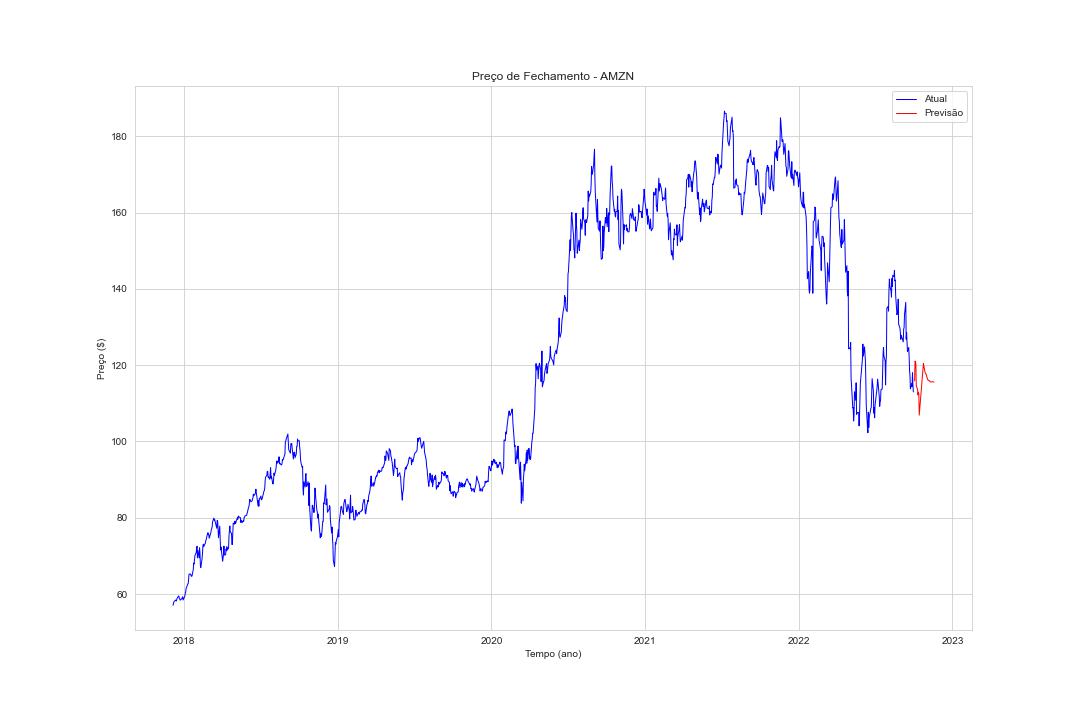 Preço de Fechamento - AMZN
Atual
Previsão
180
160
140
120
100
80
60
Preço ($)
2018 2019 2020 2021 2022 2023
Tempo (ano)